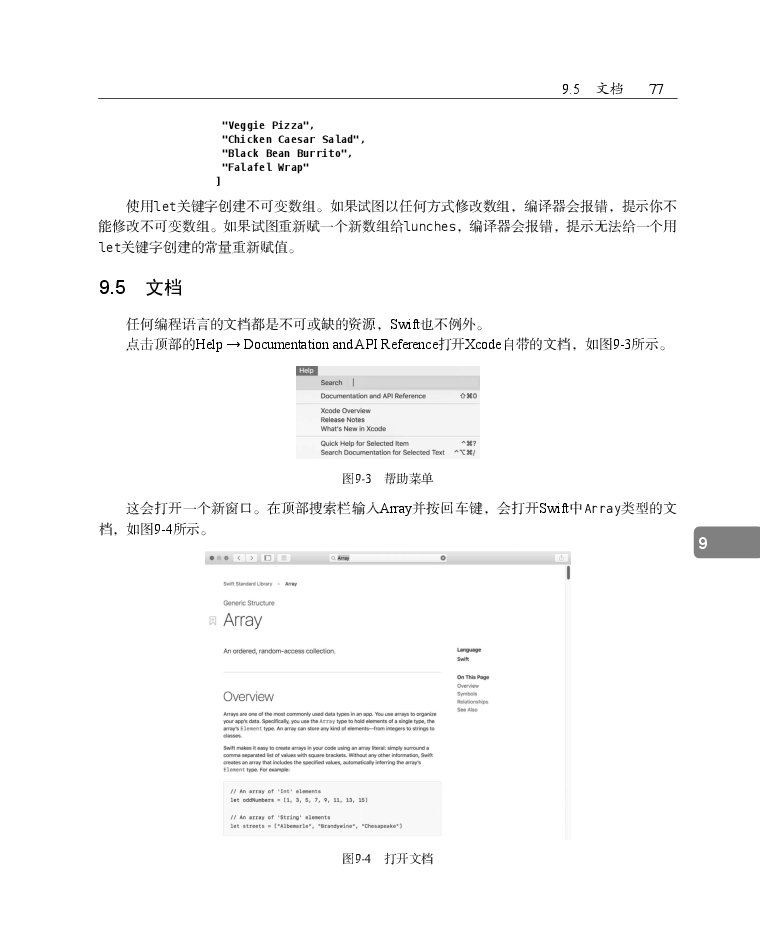 9.5 文档 77
"Veggie Pizza",
"Chicken Caesar Salad",
"Black Bean Burrito",
"Falafel Wrap"
]
使用let关键字创建不可变数组。如果试图以任何方式修改数组，编译器会报错，提示你不
能修改不可变数组。如果试图重新赋一个新数组给lunches，编译器会报错，提示无法给一个用
let关键字创建的常量重新赋值。
9.5 文档
任何编程语言的文档都是不可或缺的资源，Swift也不例外。
点击顶部的Help → Documentation and API Reference打开Xcode自带的文档，如图9-3所示。
Help
Search
Documentation and API Reference ⇧⌘0
Xcode Overview
Release Notes
What's New in Xcode
Quick Help for Selected Item ^⌘?
Search Documentation for Selected Text ^⌥⌘/
图9-3 帮助菜单
这会打开一个新窗口。在顶部搜索栏输入Array并按回车键，会打开Swift中Array类型的文
档，如图9-4所示。
9
Array
Swift Standard Library > Array
Generic Structure
Array
An ordered, random-access collection.
Language
Swift
On This Page
Overview
Symbols
Relationships
See Also
Overview
Arrays are one of the most commonly used data types in an app. You use arrays to organize
your app's data. Specifically, you use the Array type to hold elements of a single type, the
array's Element type. An array can store any kind of elements—from integers to strings to
classes.
Swift makes it easy to create arrays in your code using an array literal: simply surround a
comma separated list of values with square brackets. Without any other information, Swift
creates an array that includes the specified values, automatically inferring the array's
Element type. For example:
// An array of 'Int' elements
let oddNumbers = [1, 3, 5, 7, 9, 11, 13, 15]
// An array of 'String' elements
let streets = ["Albemarle", "Brandywine", "Chesapeake"]
图9-4 打开文档